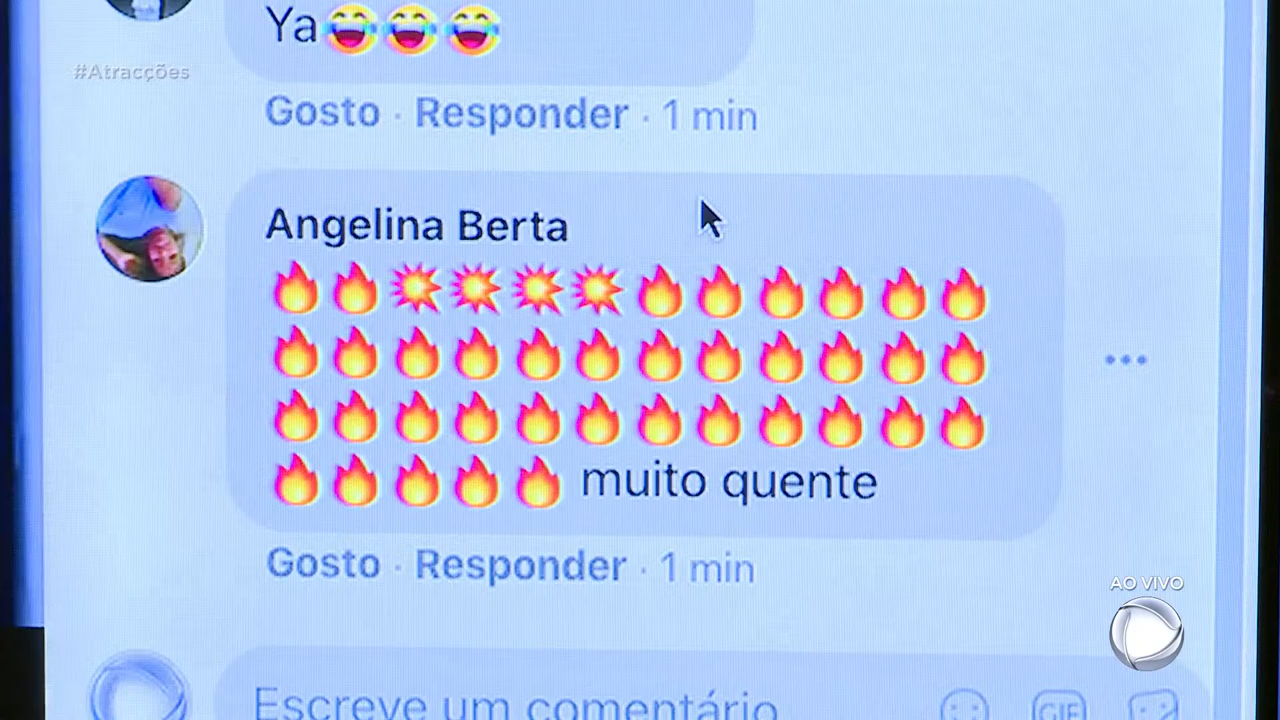 Ya😂😂😂
#Atracções
Gosto · Responder · 1 min
Angelina Berta
🔥🔥💥💥💥💥🔥🔥🔥🔥🔥🔥
🔥🔥🔥🔥🔥🔥🔥🔥🔥🔥🔥🔥
🔥🔥🔥🔥🔥🔥🔥🔥🔥🔥🔥🔥
🔥🔥🔥🔥🔥 muito quente
Gosto · Responder · 1 min
AO VIVO
Escreve um comentário
GIF